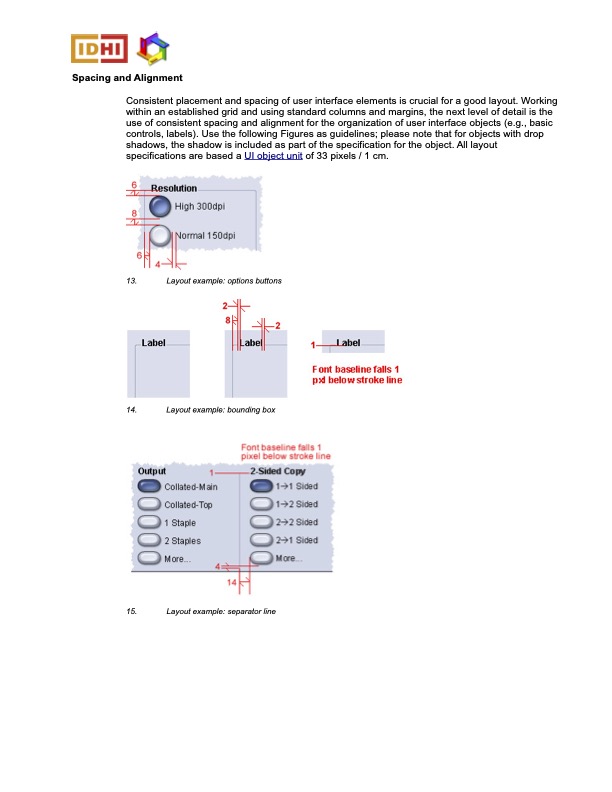 IDHI
Spacing and Alignment
Consistent placement and spacing of user interface elements is crucial for a good layout. Working
within an established grid and using standard columns and margins, the next level of detail is the
use of consistent spacing and alignment for the organization of user interface objects (e.g., basic
controls, labels). Use the following Figures as guidelines; please note that for objects with drop
shadows, the shadow is included as part of the specification for the object. All layout
specifications are based a UI object unit of 33 pixels / 1 cm.
6
Resolution
High 300dpi
8
Normal 150dpi
6
4
13. Layout example: options buttons
2
8
2
Label
Label
1
Label
Font baseline falls 1
pxl below stroke line
14. Layout example: bounding box
Font baseline falls 1
pixel below stroke line
Output
1
2-Sided Copy
Collated-Main
1→1 Sided
Collated-Top
1→2 Sided
1 Staple
2→2 Sided
2 Staples
2→1 Sided
More...
More...
4
14
15. Layout example: separator line